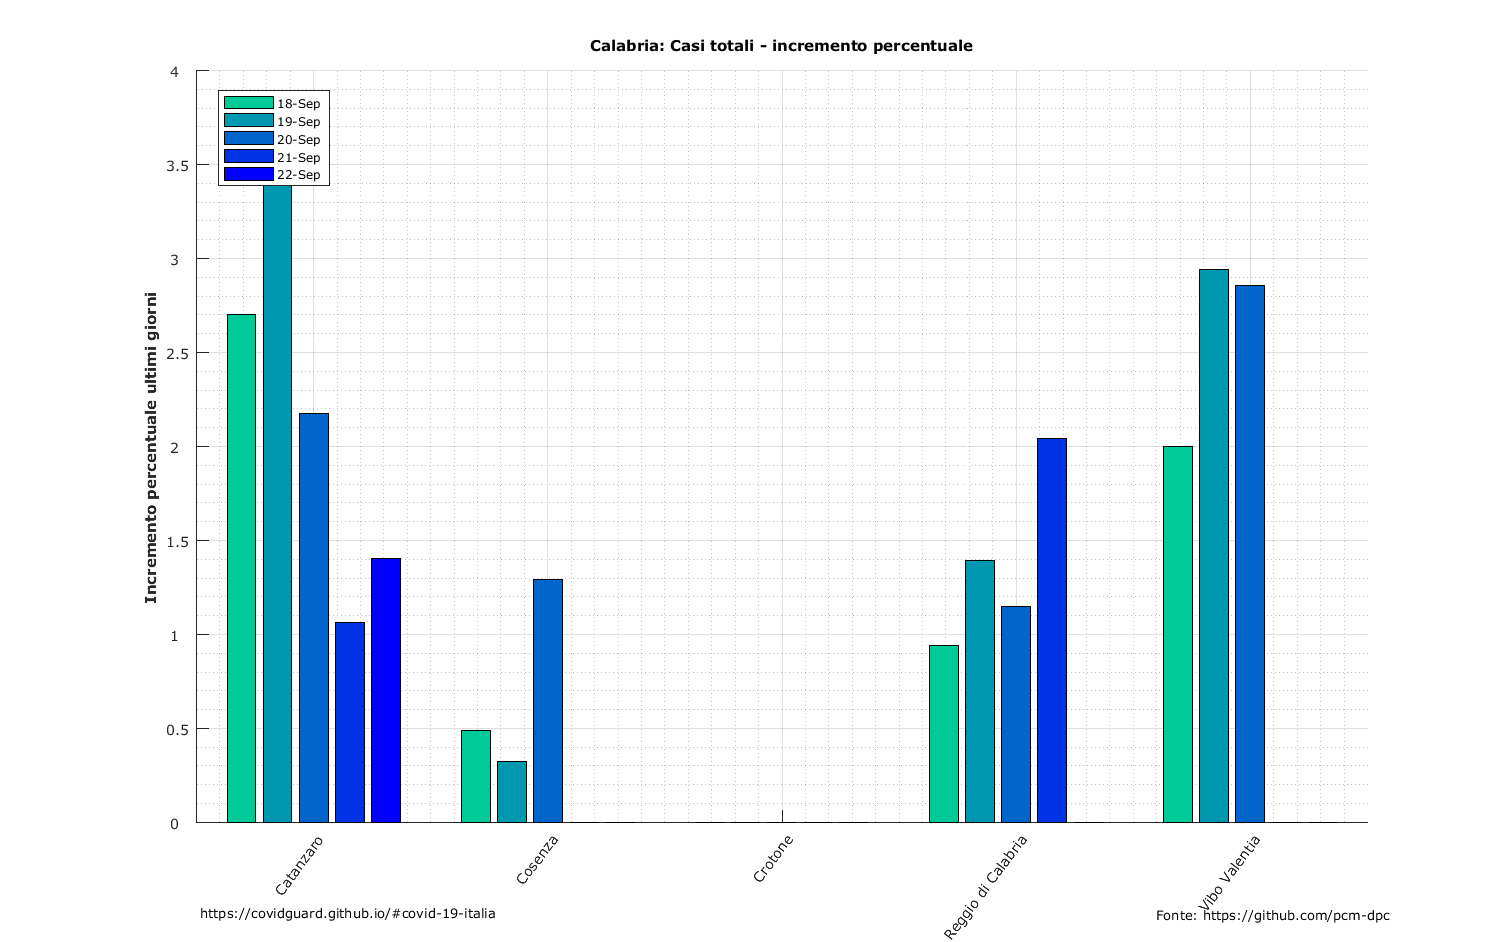 Calabria: Casi totali - incremento percentuale
4
3.5
3
2.5
2
1.5
1
0.5
0
Incremento percentuale ultimi giorni
18-Sep
19-Sep
20-Sep
21-Sep
22-Sep
Catanzaro
Cosenza
Crotone
Reggio di Calabria
Vibo Valentia
https://covidguard.github.io/#covid-19-italia
Fonte: https://github.com/pcm-dpc